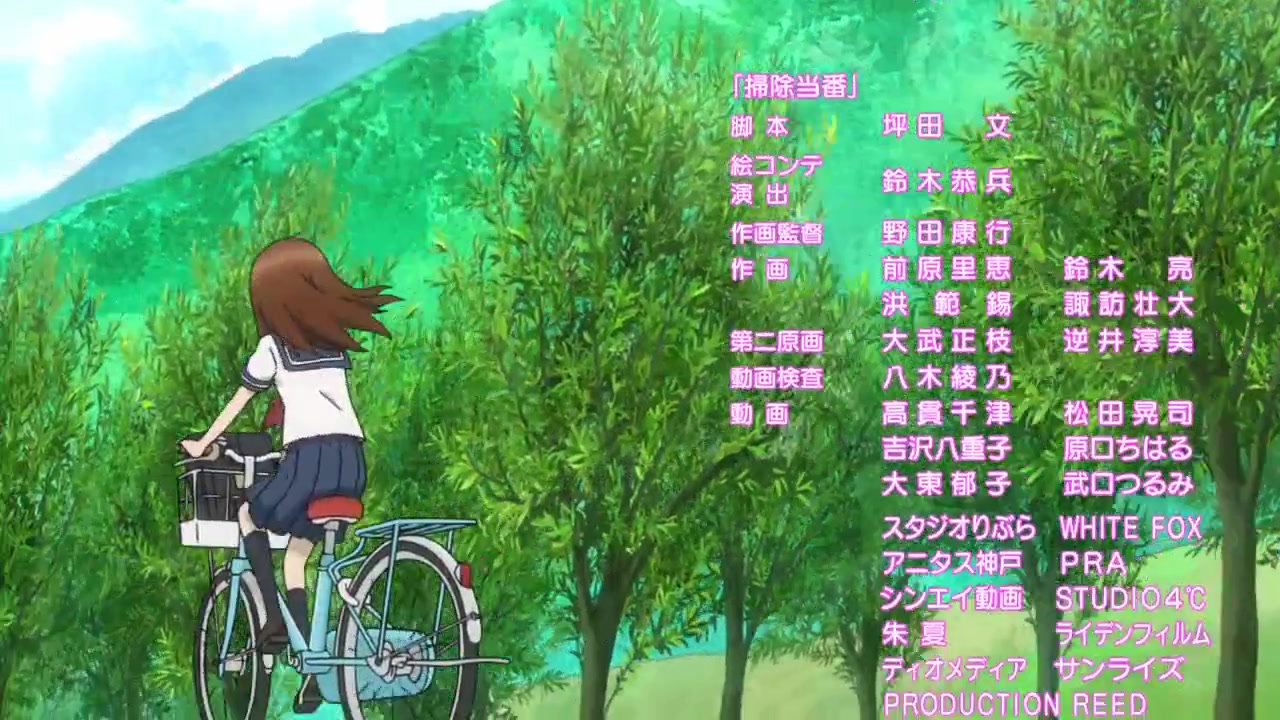 「掃除当番」
脚本 坪田 文
絵コンテ
演出 鈴木恭兵
作画監督 野田康行
作画 前原里恵 鈴木 亮
洪範錫 諏訪壮大
第二原画 大武正枝 逆井淳美
動画検査 八木綾乃
動画 高貫千津 松田晃司
吉沢八重子 原口ちはる
大東郁子 武口つるみ
スタジオりぶら WHITE FOX
アニタス神戸 PRA
シンエイ動画 STUDIO4℃
朱夏 ライデンフィルム
ディオメディア サンライズ
PRODUCTION REED